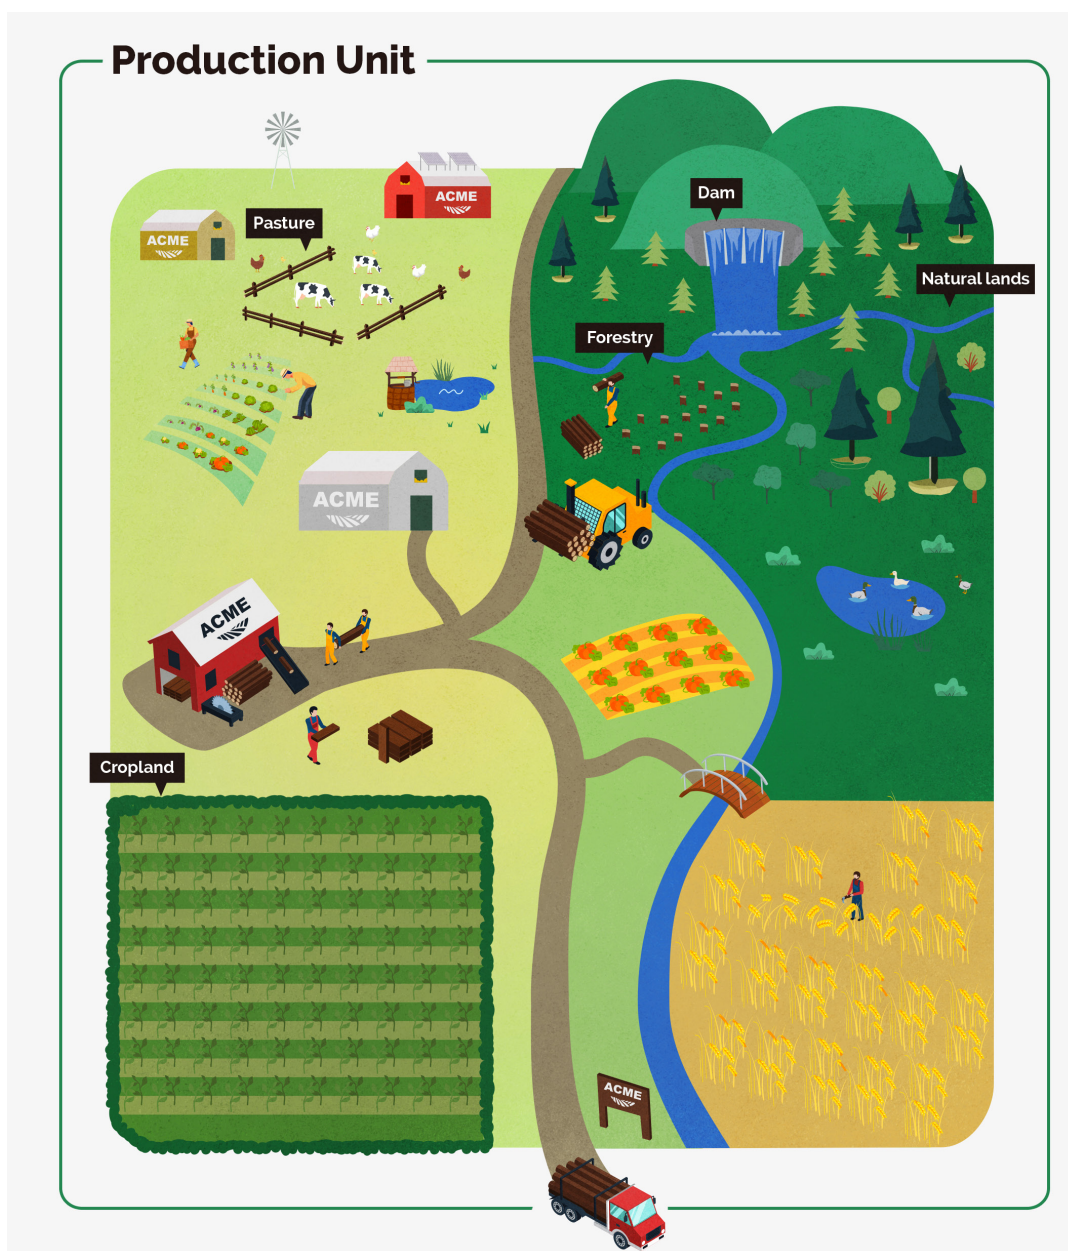 Production Unit
Dam
ACME
Pasture
ACME
Natural lands
Forestry
ACME
ACME
Cropland
ACME